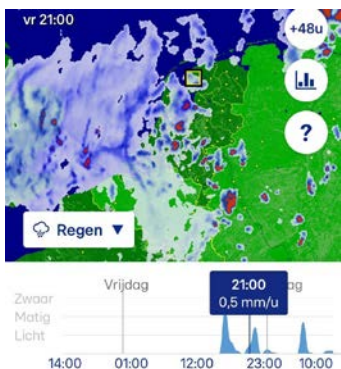 vr 21:00
+48u
?
Regen ▼
Vrijdag
21:00
0,5 mm/u
ag
Zwaar
Matig
Licht
14:00 01:00 12:00 23:00 10:00